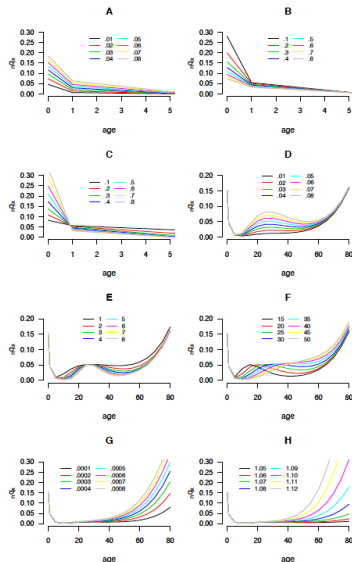 A
.01 .05
.02 .06
.03 .07
.04 .08
0.30
0.25
0.20
0.15
0.10
0.05
0.00
nQx
0 1 2 3 4 5
age
B
.1 .5
.2 .6
.3 .7
.4 .8
0.30
0.25
0.20
0.15
0.10
0.05
0.00
nQx
0 1 2 3 4 5
age
C
.1 .5
.2 .6
.3 .7
.4 .8
0.30
0.25
0.20
0.15
0.10
0.05
0.00
nQx
0 1 2 3 4 5
age
D
.01 .05
.02 .06
.03 .07
.04 .08
0.20
0.15
0.10
0.05
0.00
nQx
0 20 40 60 80
age
E
1 5
2 6
3 7
4 8
0.20
0.15
0.10
0.05
0.00
nQx
0 20 40 60 80
age
F
15 35
20 40
25 45
30 50
0.20
0.15
0.10
0.05
0.00
nQx
0 20 40 60 80
age
G
.0001 .0005
.0002 .0006
.0003 .0007
.0004 .0008
0.30
0.25
0.20
0.15
0.10
0.05
0.00
nQx
0 20 40 60 80
age
H
1.05 1.09
1.06 1.10
1.07 1.11
1.08 1.12
0.30
0.25
0.20
0.15
0.10
0.05
0.00
nQx
0 20 40 60 80
age